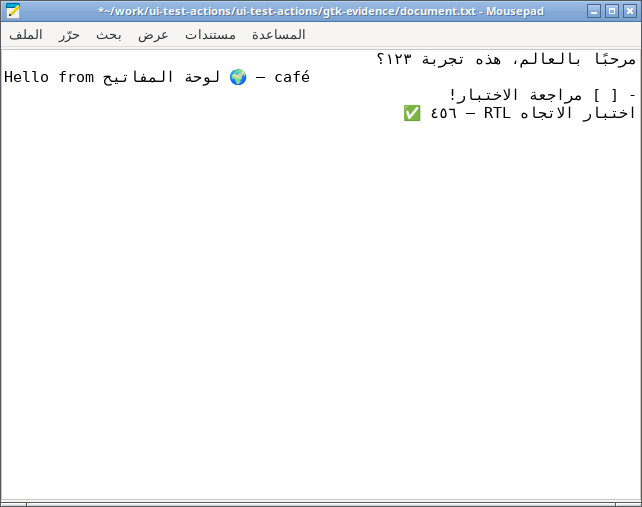 *~/work/ui-test-actions/ui-test-actions/gtk-evidence/document.txt - Mousepad
الملف حرّر بحث عرض مستندات المساعدة
مرحبًا بالعالم، هذه تجربة ١٢٣؟
Hello from لوحة المفاتيح 🌍 — café
- [ ] مراجعة الاختبار!
اختبار الاتجاه RTL — ٤٥٦ ✅